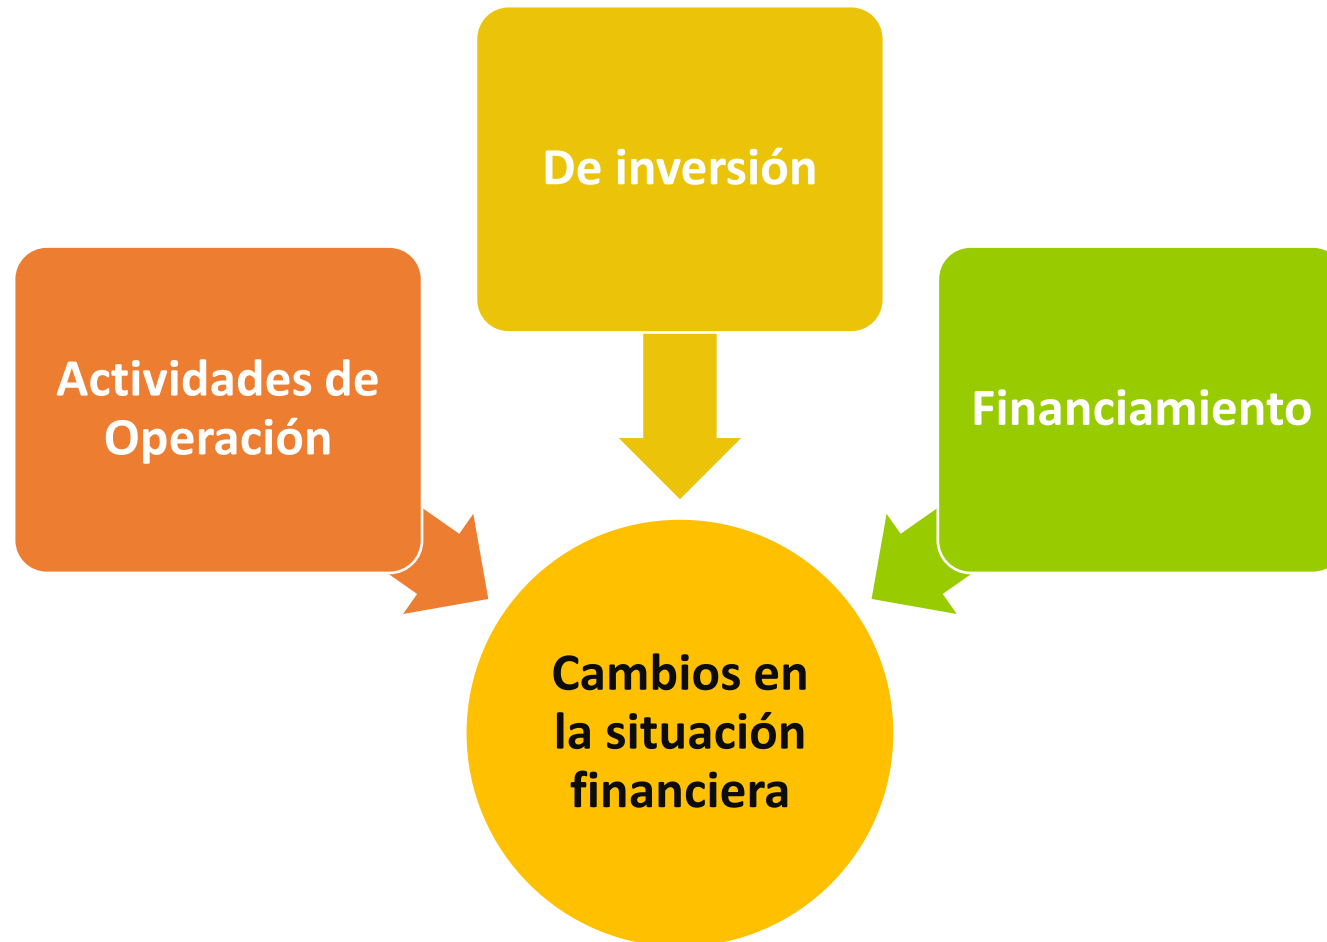 De inversión
Actividades de
Operación
Financiamiento
Cambios en
la situación
financiera